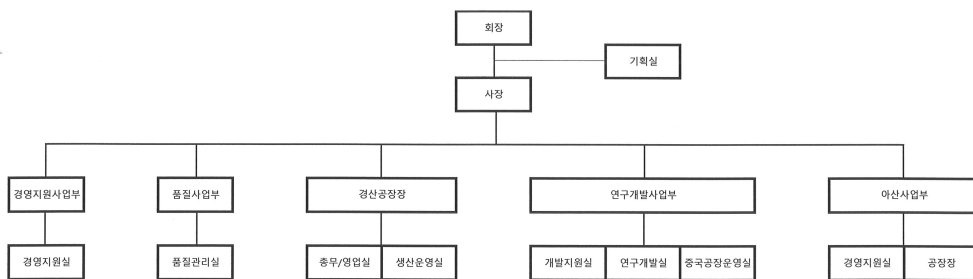 회장
기획실
사장
경영지원사업부
품질사업부
경산공장장
연구개발사업부
아산사업부
경영지원실
품질관리실
총무/영업실
생산운영실
개발지원실
연구개발실
중국공장운영실
경영지원실
공장장